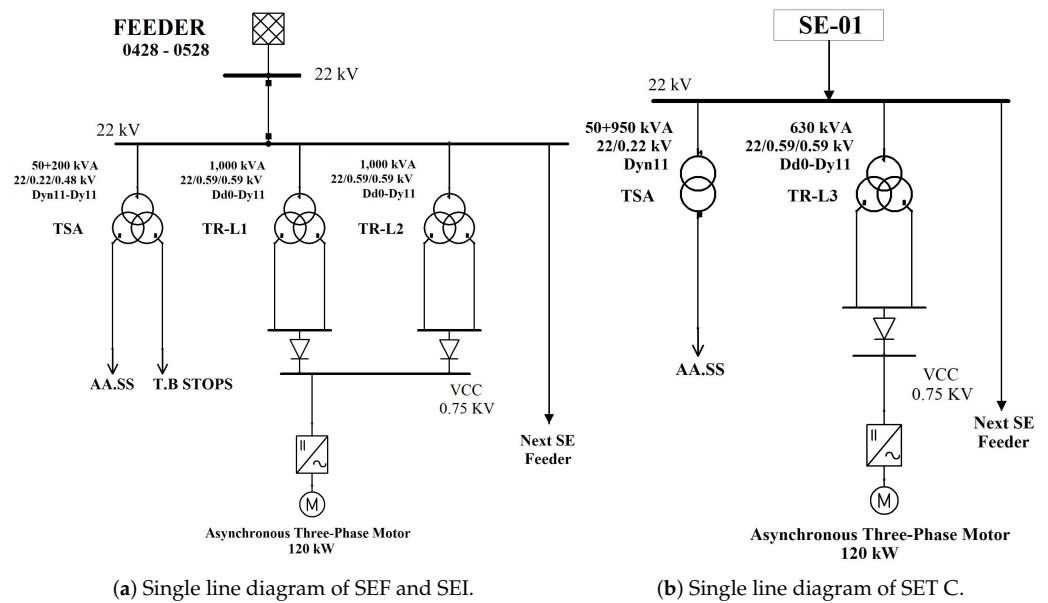 FEEDER
0428 - 0528
22 kV
22 kV
50+200 kVA
22/0.22/0.48 kV
Dyn11-Dy11
TSA
1,000 kVA
22/0.59/0.59 kV
Dd0-Dy11
TR-L1
1,000 kVA
22/0.59/0.59 kV
Dd0-Dy11
TR-L2
AA.SS
T.B STOPS
VCC
0.75 KV
Next SE
Feeder
M
Asynchronous Three-Phase Motor
120 kW
(a) Single line diagram of SEF and SEI.
SE-01
22 kV
50+950 kVA
22/0.22 kV
Dyn11
TSA
630 kVA
22/0.59/0.59 kV
Dd0-Dy11
TR-L3
AA.SS
VCC
0.75 KV
Next SE
Feeder
M
Asynchronous Three-Phase Motor
120 kW
(b) Single line diagram of SET C.